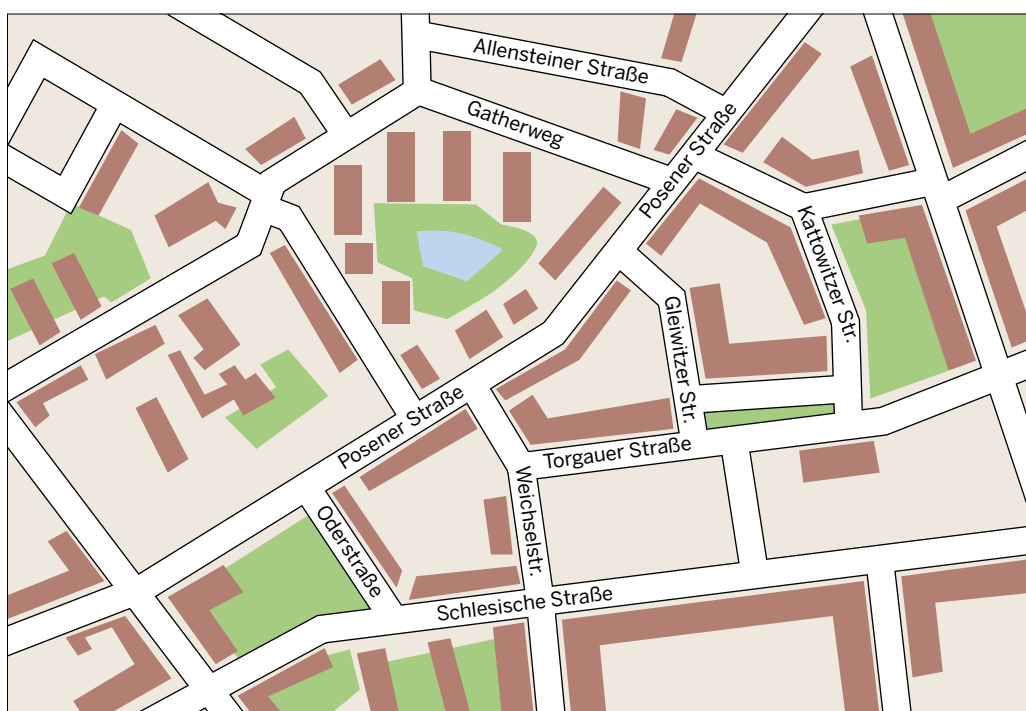 Allensteiner Straße
Gatherweg
Posener Straße
Kattowitzer Str.
Gleiwitzer Str.
Posener Straße
Torgauer Straße
Weichselstr.
Oderstraße
Schlesische Straße